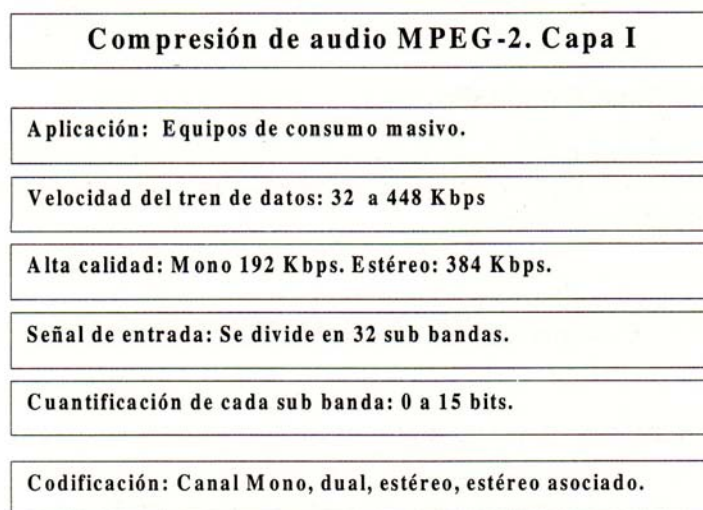 Compresión de audio MPEG-2. Capa I
Aplicación: Equipos de consumo masivo.
Velocidad del tren de datos: 32 a 448 Kbps
Alta calidad: Mono 192 Kbps. Estéreo: 384 Kbps.
Señal de entrada: Se divide en 32 sub bandas.
Cuantificación de cada sub banda: 0 a 15 bits.
Codificación: Canal Mono, dual, estéreo, estéreo asociado.